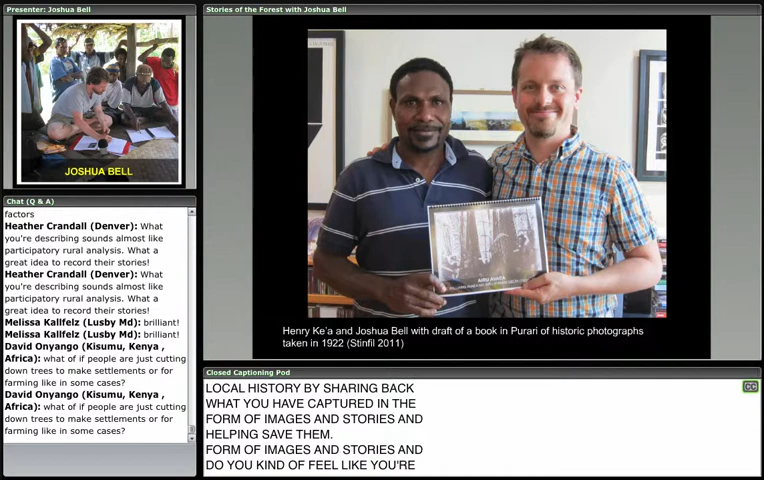 Presenter: Joshua Bell
JOSHUA BELL
Chat (Q & A)
factors
Heather Crandall (Denver): What
you're describing sounds almost like
participatory rural analysis. What a
great idea to record their stories!
Heather Crandall (Denver): What
you're describing sounds almost like
participatory rural analysis. What a
great idea to record their stories!
Melissa Kallfelz (Lusby Md): brilliant!
Melissa Kallfelz (Lusby Md): brilliant!
David Onyango (Kisumu, Kenya ,
Africa): what of if people are just cutting
down trees to make settlements or for
farming like in some cases?
David Onyango (Kisumu, Kenya ,
Africa): what of if people are just cutting
down trees to make settlements or for
farming like in some cases?
Stories of the Forest with Joshua Bell
Henry Ke'a and Joshua Bell with draft of a book in Purari of historic photographs
taken in 1922 (Stinfil 2011)
Closed Captioning Pod
CC
LOCAL HISTORY BY SHARING BACK
WHAT YOU HAVE CAPTURED IN THE
FORM OF IMAGES AND STORIES AND
HELPING SAVE THEM.
FORM OF IMAGES AND STORIES AND
DO YOU KIND OF FEEL LIKE YOU'RE